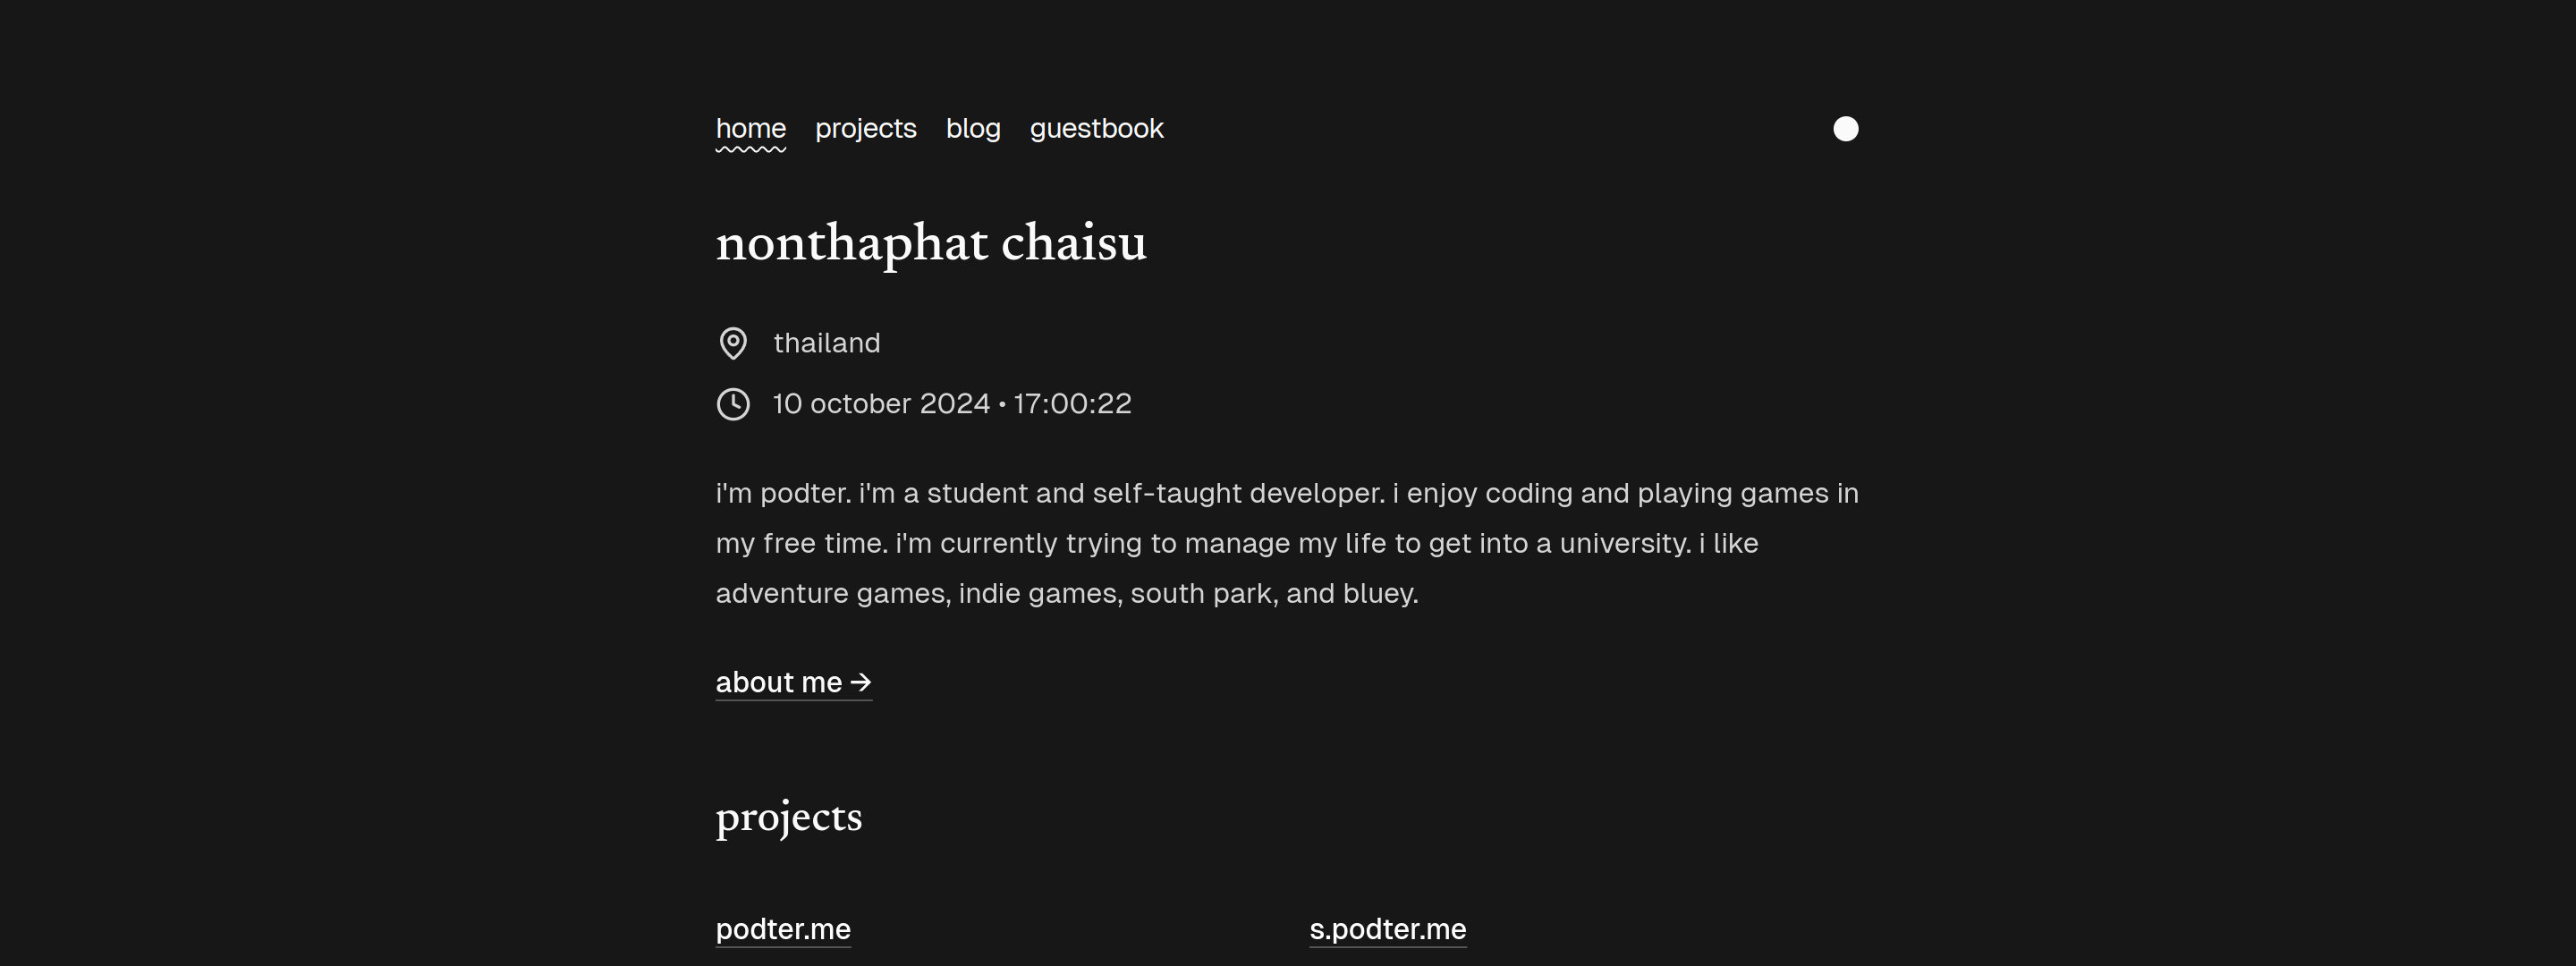 home projects blog guestbook
nonthaphat chaisu
thailand
10 october 2024 • 17:00:22
i'm podter. i'm a student and self-taught developer. i enjoy coding and playing games in
my free time. i'm currently trying to manage my life to get into a university. i like
adventure games, indie games, south park, and bluey.
about me →
projects
podter.me s.podter.me